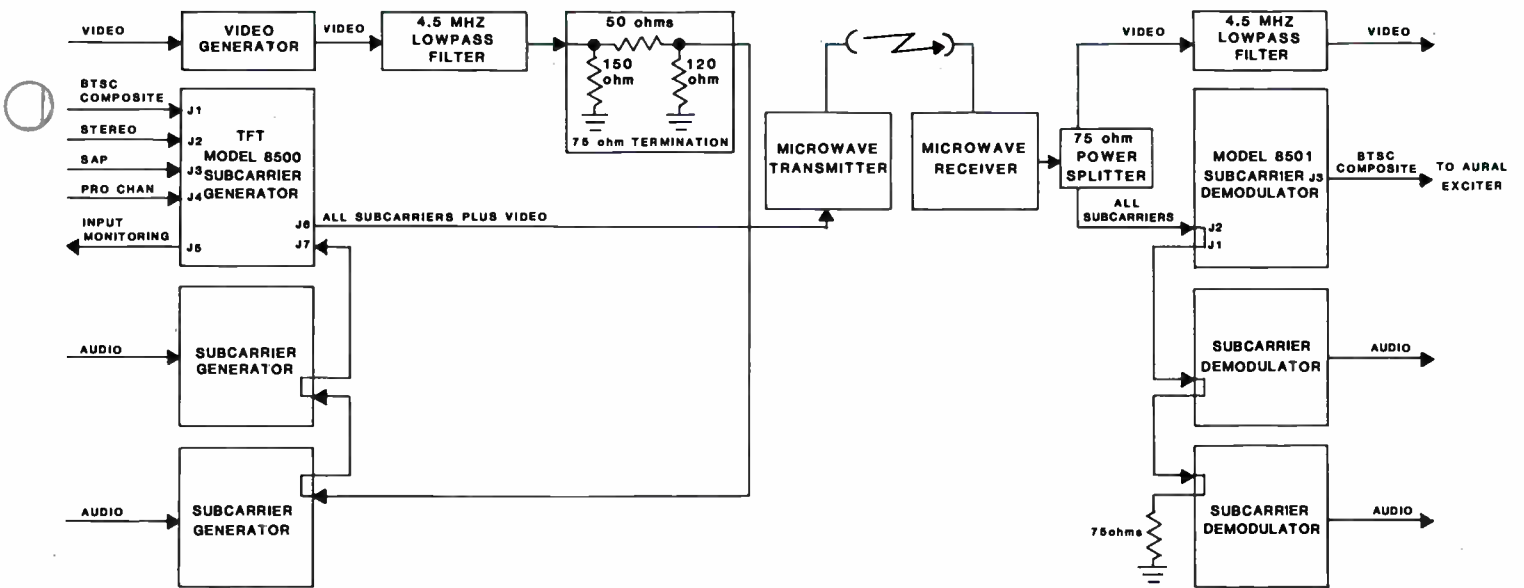 VIDEO
VIDEO
GENERATOR
VIDEO
4.5 MHZ
LOWPASS
FILTER
50 ohms
150
ohm
120
ohm
75 ohm TERMINATION
BTSC
COMPOSITE
STEREO
SAP
PRO CHAN
INPUT
MONITORING
J1
J2
J3
J4
J5
TFT
MODEL 8500
SUBCARRIER
GENERATOR
J6
J7
ALL SUBCARRIERS PLUS VIDEO
AUDIO
SUBCARRIER
GENERATOR
AUDIO
SUBCARRIER
GENERATOR
MICROWAVE
TRANSMITTER
MICROWAVE
RECEIVER
75 ohm
POWER
SPLITTER
VIDEO
4.5 MHZ
LOWPASS
FILTER
VIDEO
ALL
SUBCARRIERS
MODEL 8501
SUBCARRIER
DEMODULATOR
J3
J2
J1
BTSC
COMPOSITE
TO AURAL
EXCITER
SUBCARRIER
DEMODULATOR
AUDIO
75ohms
SUBCARRIER
DEMODULATOR
AUDIO